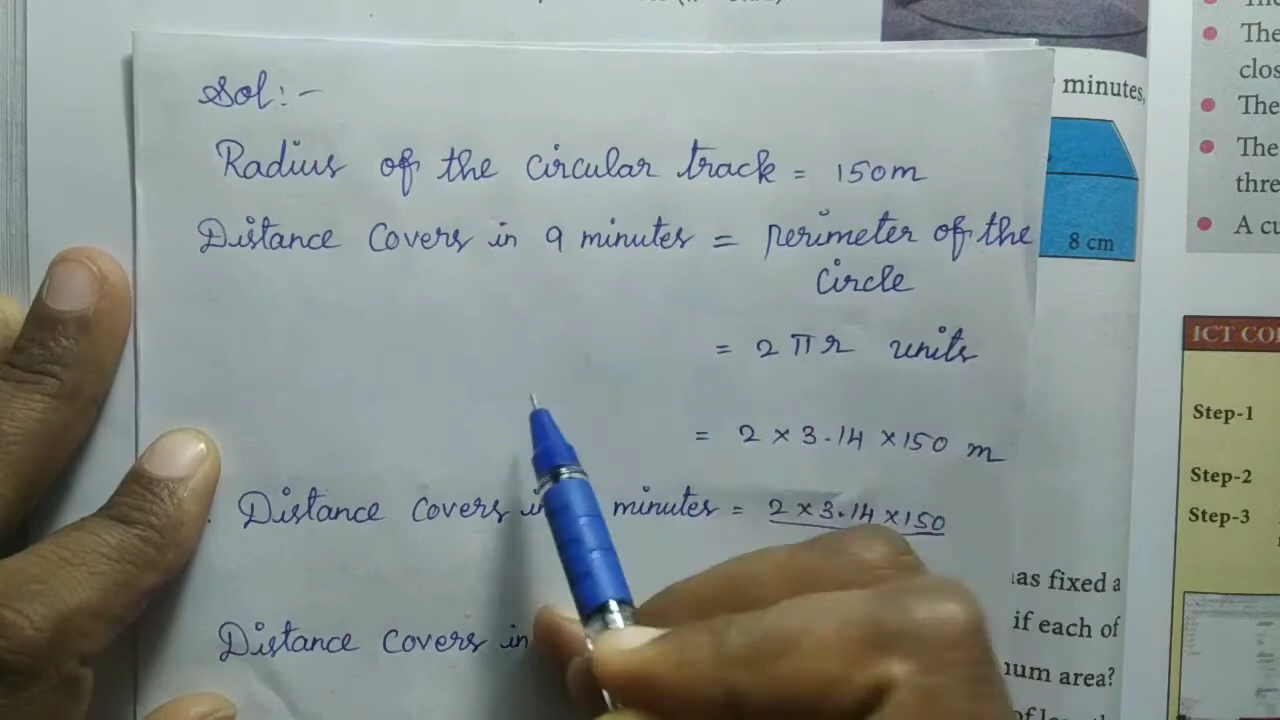 Sol:-
Radius of the circular track = 150m
Distance Covers in 9 minutes = perimeter of the
Circle
= 2πr units
= 2 × 3.14 × 150 m
Distance covers in minutes = 2 × 3.14 × 150
Distance covers in
minutes,
8 cm
as fixed a
if each of
num area?
The
clos
The
The
thre
A cu
ICT CO
Step-1
Step-2
Step-3